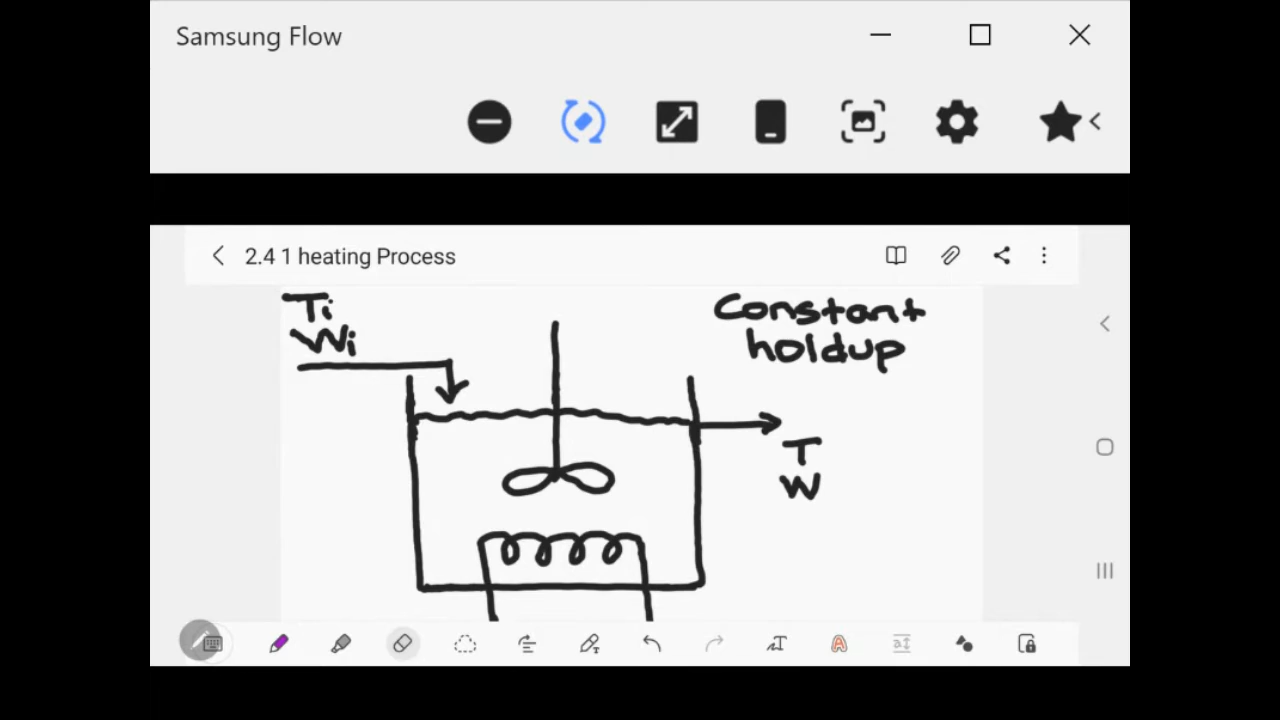 Samsung Flow
2.4 1 heating Process
Ti
Wi
Constant
holdup
T
W